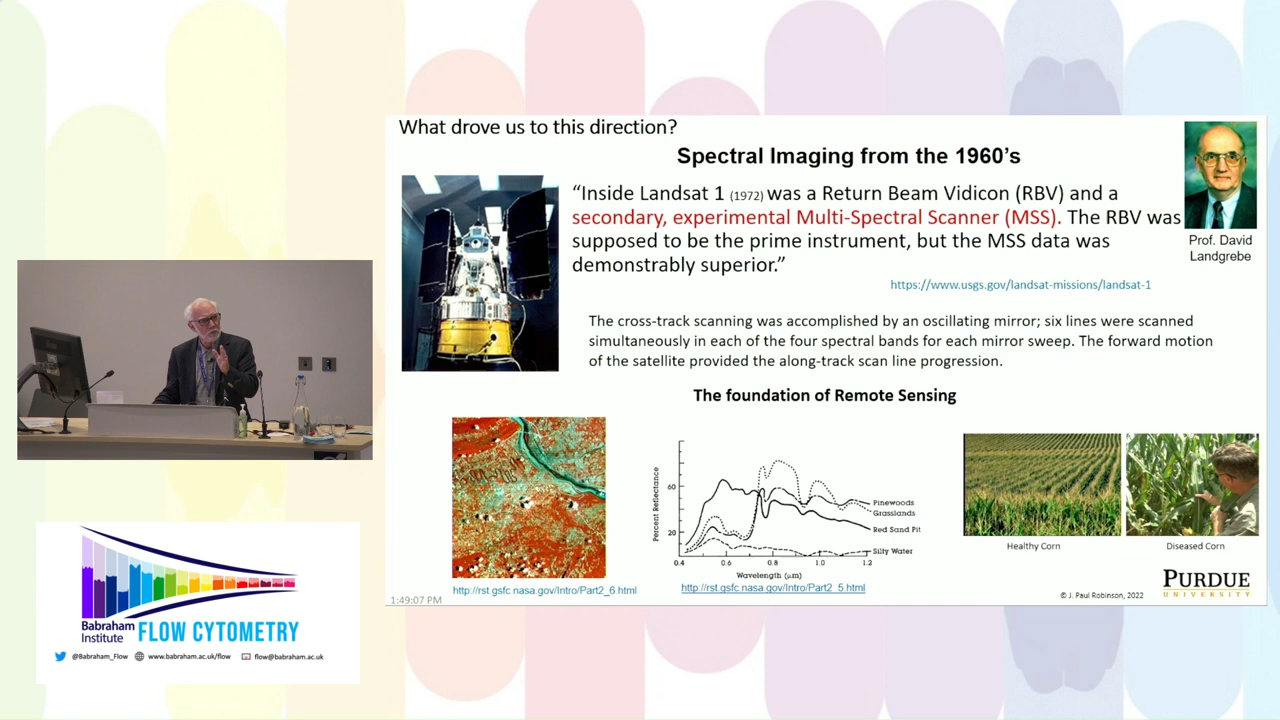 What drove us to this direction?
Spectral Imaging from the 1960's
“Inside Landsat 1 (1972) was a Return Beam Vidicon (RBV) and a
secondary, experimental Multi-Spectral Scanner (MSS). The RBV was
supposed to be the prime instrument, but the MSS data was
demonstrably superior.”
Prof. David
Landgrebe
https://www.usgs.gov/landsat-missions/landsat-1
The cross-track scanning was accomplished by an oscillating mirror; six lines were scanned
simultaneously in each of the four spectral bands for each mirror sweep. The forward motion
of the satellite provided the along-track scan line progression.
The foundation of Remote Sensing
Percent Reflectance
60
20
0.4 0.6 0.8 1.0 1.2
Wavelength (μm)
Pinewoods
Grasslands
Red Sand Pit
Silty Water
Healthy Corn
Diseased Corn
http://rst.gsfc.nasa.gov/Intro/Part2_6.html
http://rst.gsfc.nasa.gov/Intro/Part2_5.html
1:49:07 PM
© J. Paul Robinson, 2022
PURDUE
UNIVERSITY
Babraham
Institute
FLOW CYTOMETRY
@Babraham_Flow
www.babraham.ac.uk/flow
flow@babraham.ac.uk